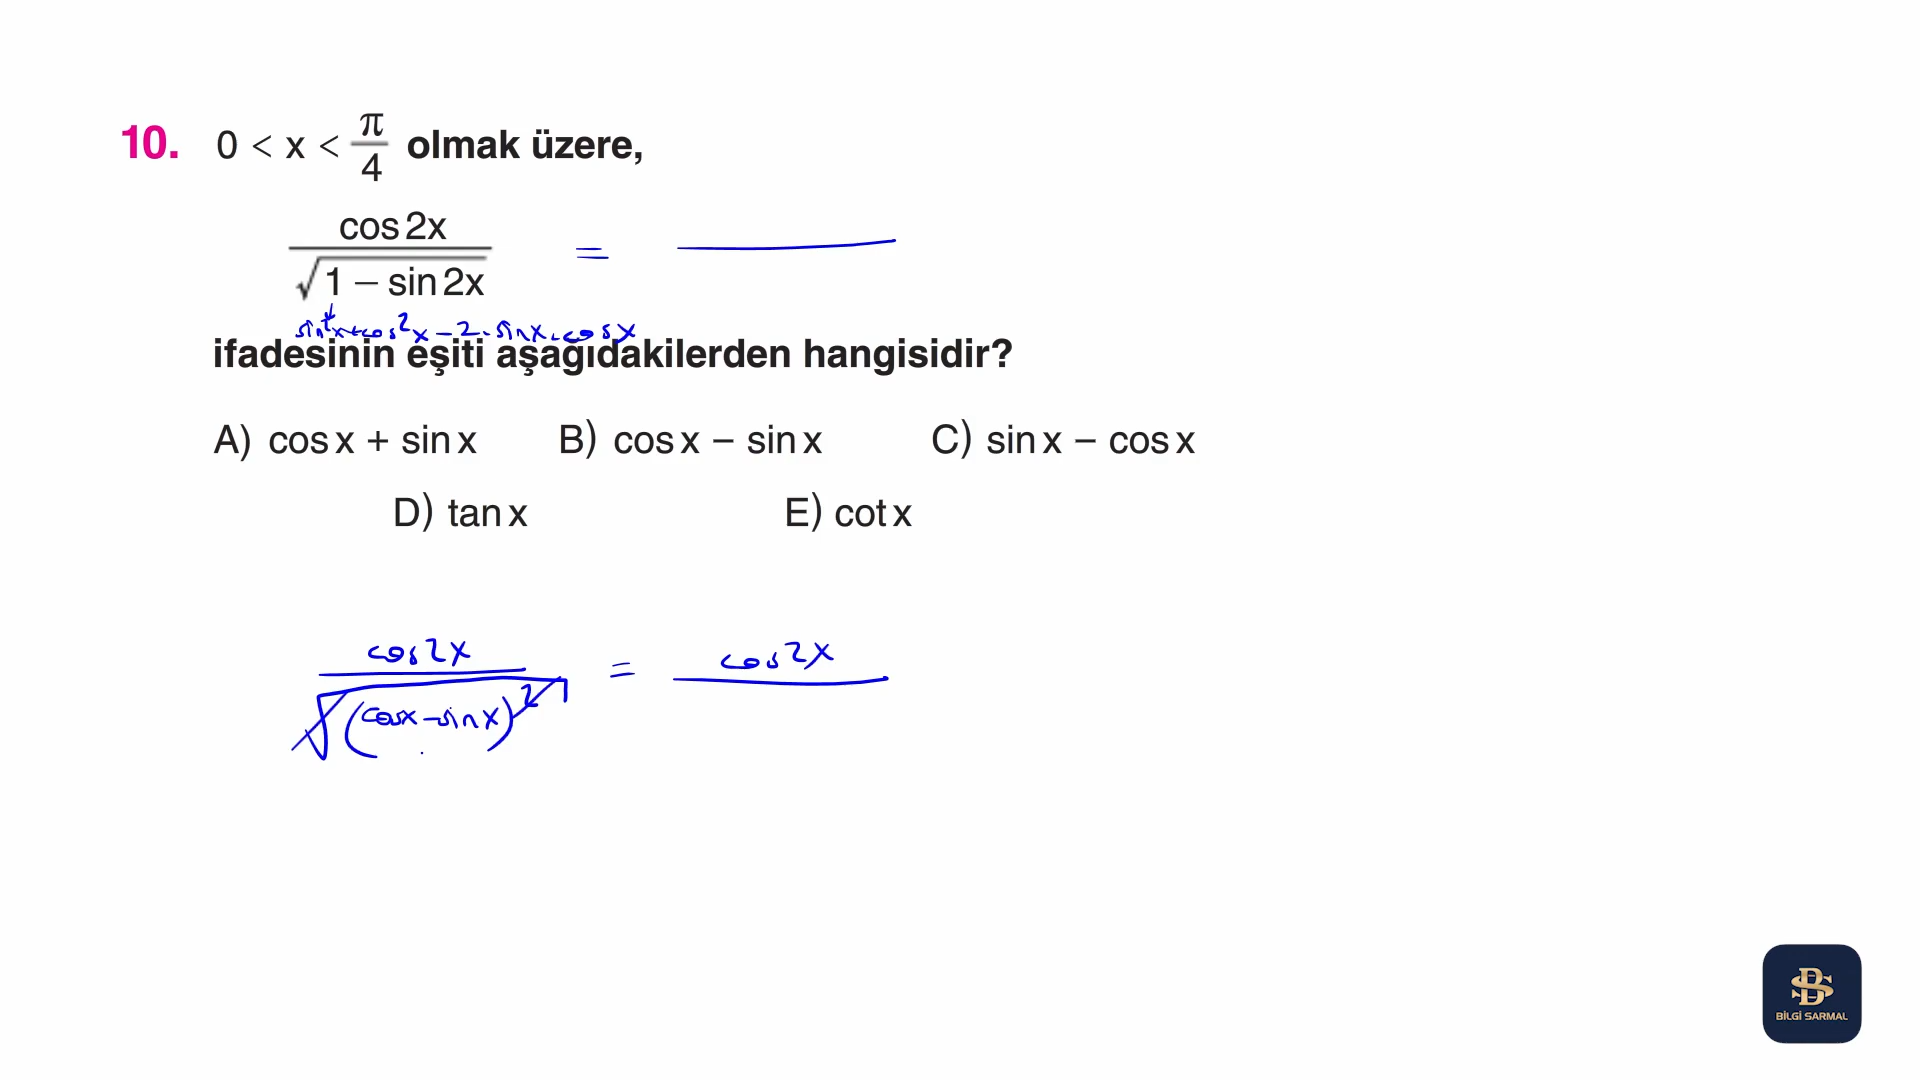 10. 0 < x < π/4 olmak üzere,
cos 2x / √(1 – sin 2x) =
sin²x+cos²x-2.sinx.cosx
ifadesinin eşiti aşağıdakilerden hangisidir?
A) cos x + sin x B) cos x – sin x C) sin x – cos x
D) tan x E) cot x
cos2x / √(cosx-sinx)² = cos2x
BİLGİ SARMAL